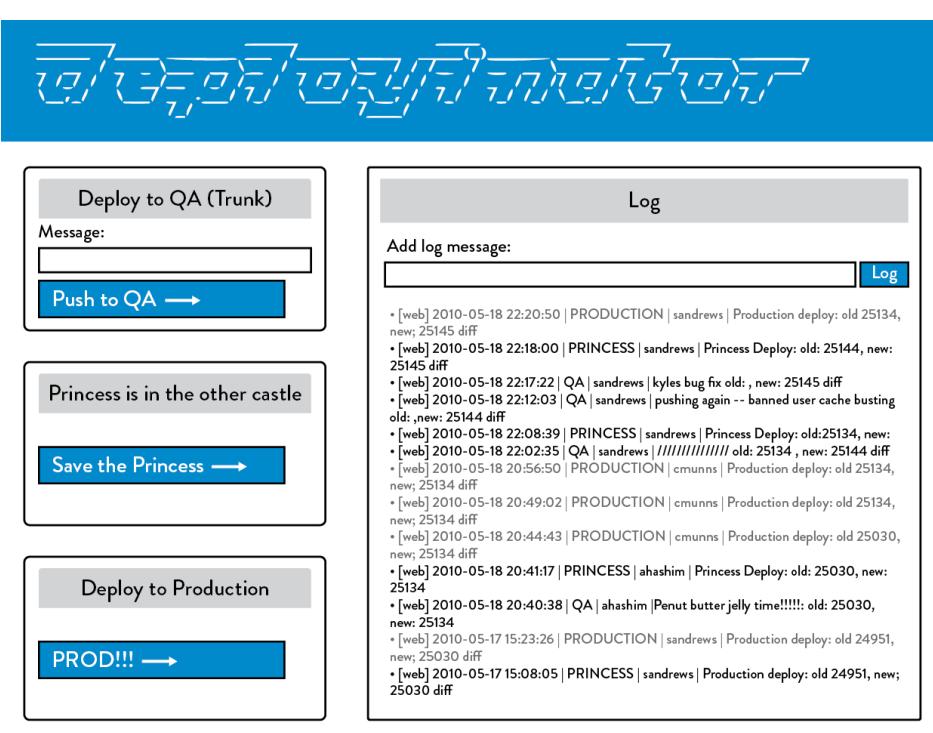 deployinator
Deploy to QA (Trunk)
Message:
Push to QA →
Princess is in the other castle
Save the Princess →
Deploy to Production
PROD!!! →
Log
Add log message:
Log
• [web] 2010-05-18 22:20:50 | PRODUCTION | sandrews | Production deploy: old 25134,
new; 25145 diff
• [web] 2010-05-18 22:18:00 | PRINCESS | sandrews | Princess Deploy: old: 25144, new:
25145 diff
• [web] 2010-05-18 22:17:22 | QA | sandrews | kyles bug fix old: , new: 25145 diff
• [web] 2010-05-18 22:12:03 | QA | sandrews | pushing again -- banned user cache busting
old: ,new: 25144 diff
• [web] 2010-05-18 22:08:39 | PRINCESS | sandrews | Princess Deploy: old:25134, new:
• [web] 2010-05-18 22:02:35 | QA | sandrews | /////////////// old: 25134 , new: 25144 diff
• [web] 2010-05-18 20:56:50 | PRODUCTION | cmunns | Production deploy: old 25134,
new; 25134 diff
• [web] 2010-05-18 20:49:02 | PRODUCTION | cmunns | Production deploy: old 25134,
new; 25134 diff
• [web] 2010-05-18 20:44:43 | PRODUCTION | cmunns | Production deploy: old 25030,
new; 25134 diff
• [web] 2010-05-18 20:41:17 | PRINCESS | ahashim | Princess Deploy: old: 25030, new:
25134
• [web] 2010-05-18 20:40:38 | QA | ahashim |Penut butter jelly time!!!!!: old: 25030,
new: 25134
• [web] 2010-05-17 15:23:26 | PRODUCTION | sandrews | Production deploy: old 24951,
new; 25030 diff
• [web] 2010-05-17 15:08:05 | PRINCESS | sandrews | Production deploy: old 24951, new;
25030 diff